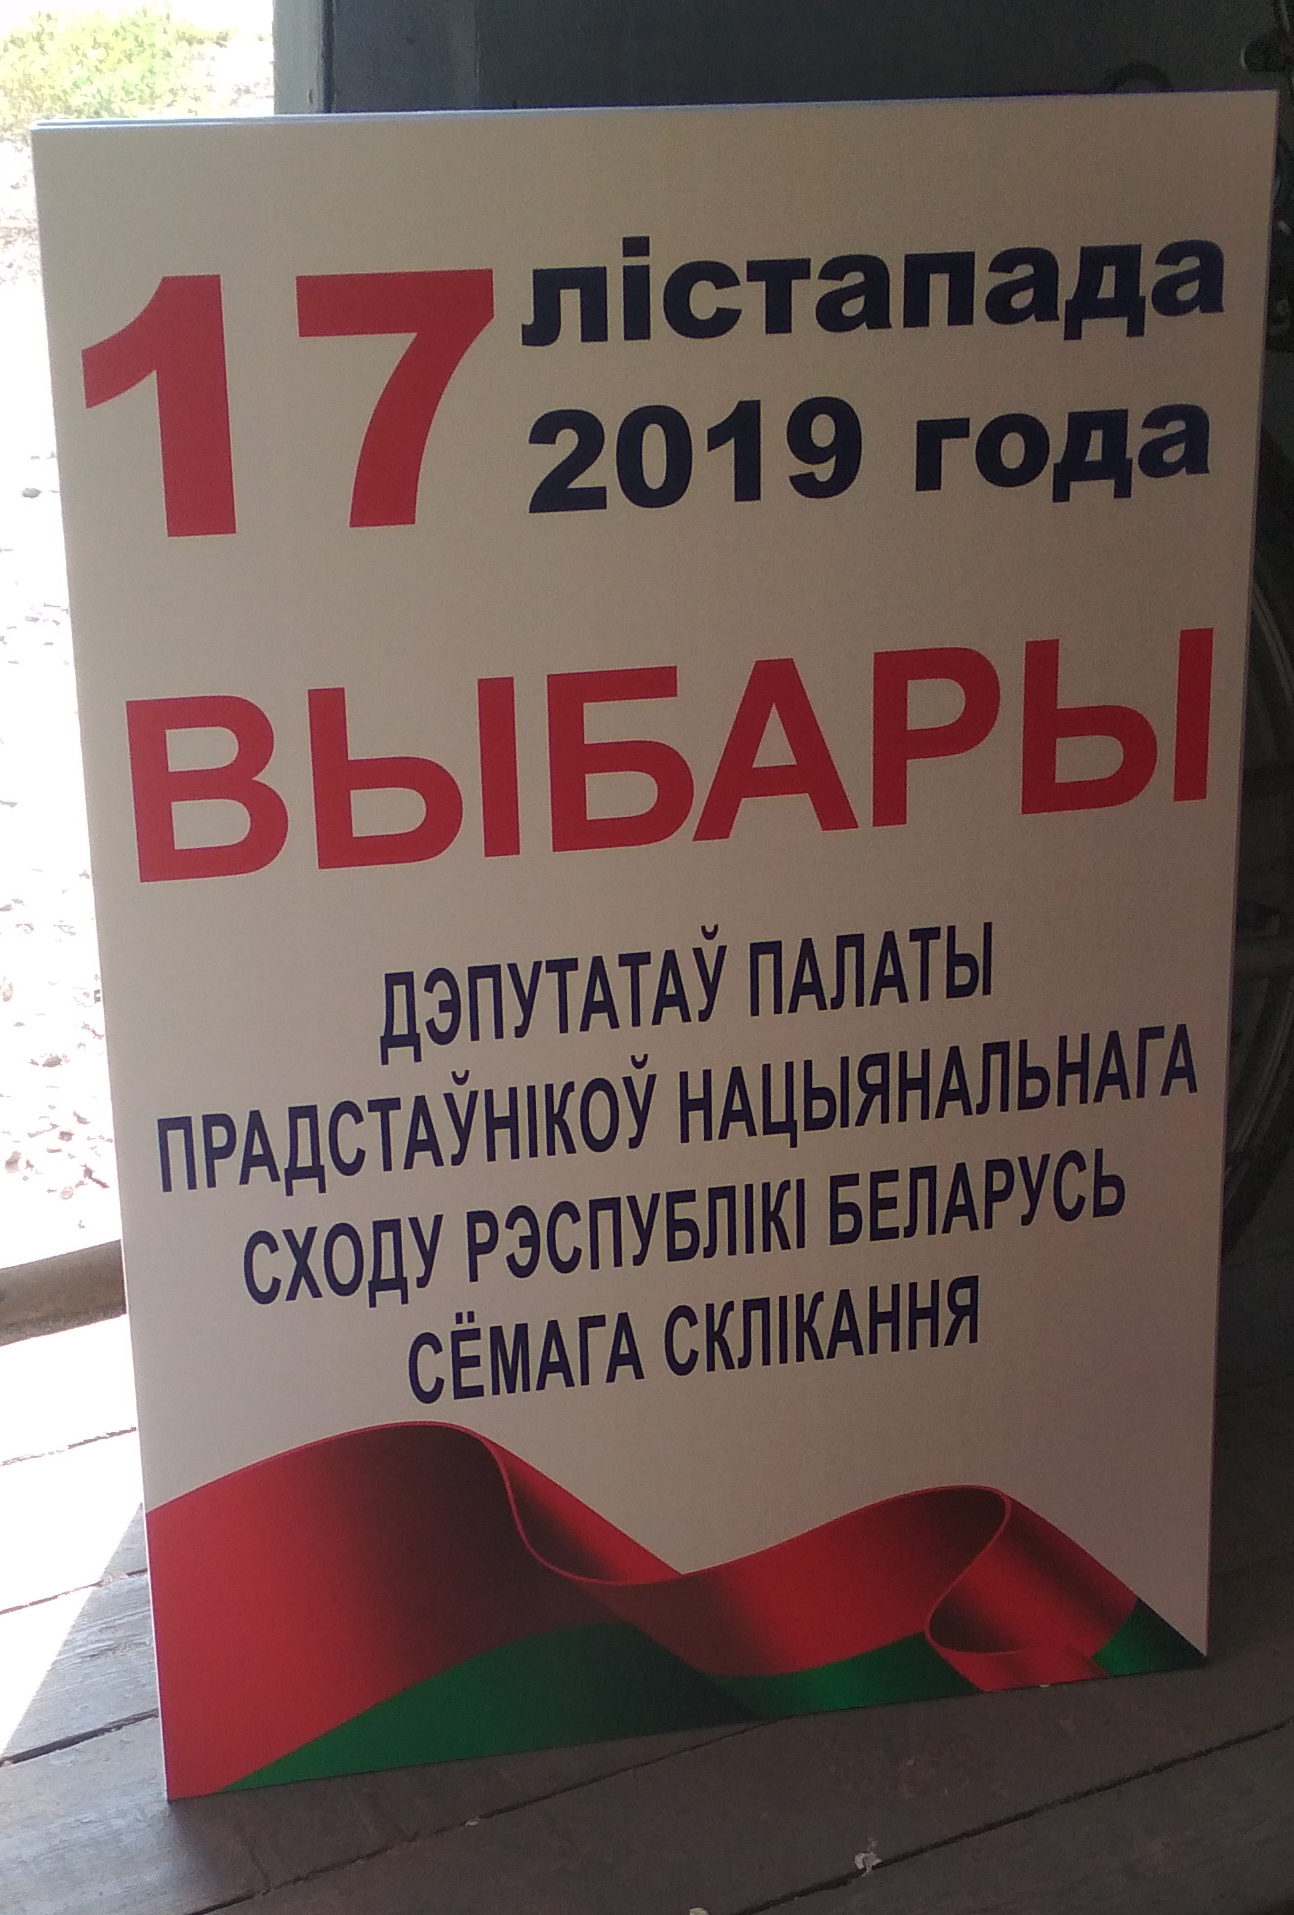 17 лістапада
2019 года
ВЫБАРЫ
ДЭПУТАТАЎ ПАЛАТЫ
ПРАДСТАЎНІКОЎ НАЦЫЯНАЛЬНАГА
СХОДУ РЭСПУБЛІКІ БЕЛАРУСЬ
СЁМАГА СКЛІКАННЯ